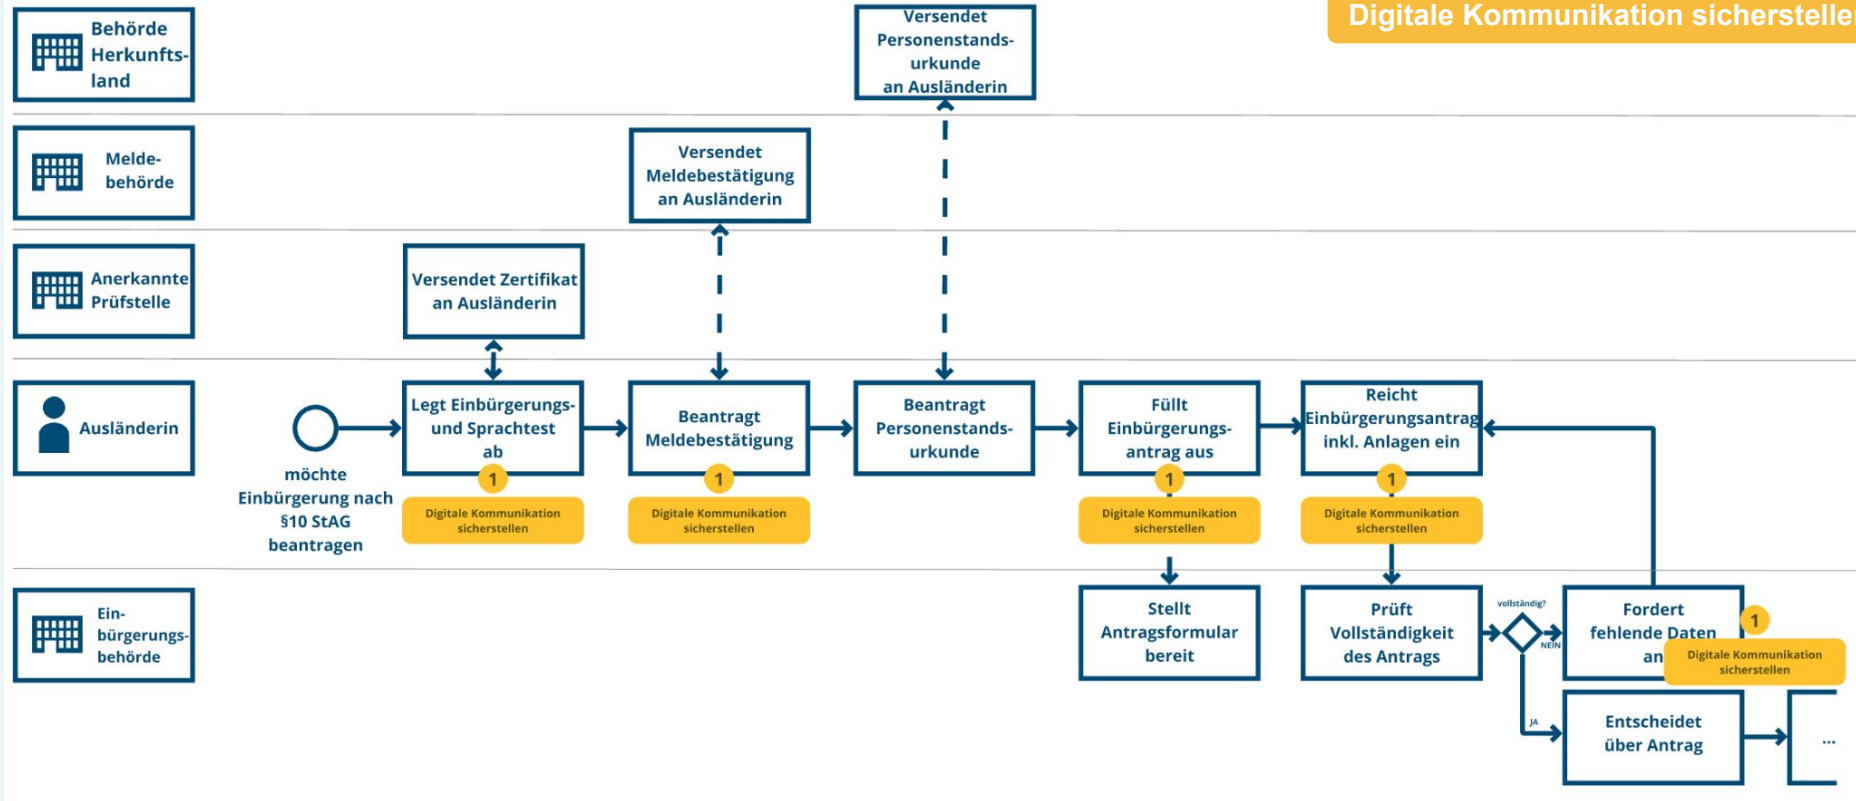 Digitale Kommunikation sicherstellen
Behörde
Herkunfts-
land
Versendet
Personenstands-
urkunde
an Ausländerin
Melde-
behörde
Versendet
Meldebestätigung
an Ausländerin
Anerkannte
Prüfstelle
Versendet Zertifikat
an Ausländerin
Ausländerin
möchte
Einbürgerung nach
§10 StAG
beantragen
Legt Einbürgerungs-
und Sprachtest
ab
1
Digitale Kommunikation
sicherstellen
Beantragt
Meldebestätigung
1
Digitale Kommunikation
sicherstellen
Beantragt
Personenstands-
urkunde
Füllt
Einbürgerungs-
antrag aus
1
Digitale Kommunikation
sicherstellen
Reicht
Einbürgerungsantrag
inkl. Anlagen ein
1
Digitale Kommunikation
sicherstellen
Ein-
bürgerungs-
behörde
Stellt
Antragsformular
bereit
Prüft
Vollständigkeit
des Antrags
vollständig?
NEIN
JA
Fordert
fehlende Daten
an
1
Digitale Kommunikation
sicherstellen
Entscheidet
über Antrag
...